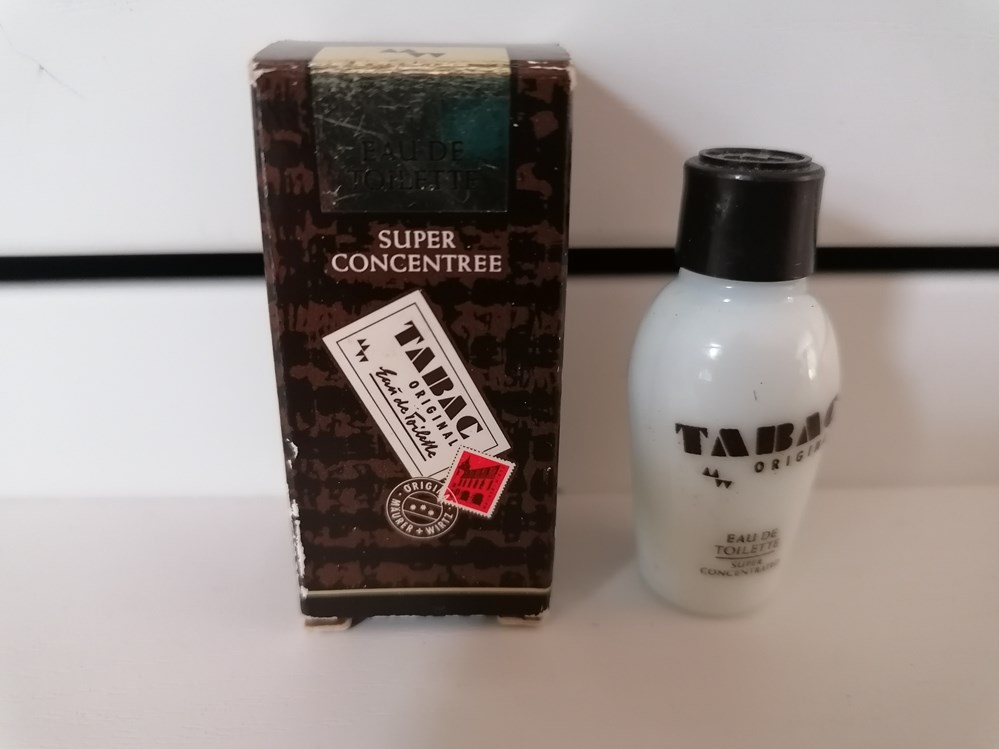 EAU DE
TOILETTE
SUPER
CONCENTREE
TABAC
ORIGINAL
Eau de Toilette
ORIGINAL
MÄURER + WIRTZ
TABAC
ORIGINAL
EAU DE
TOILETTE
SUPER